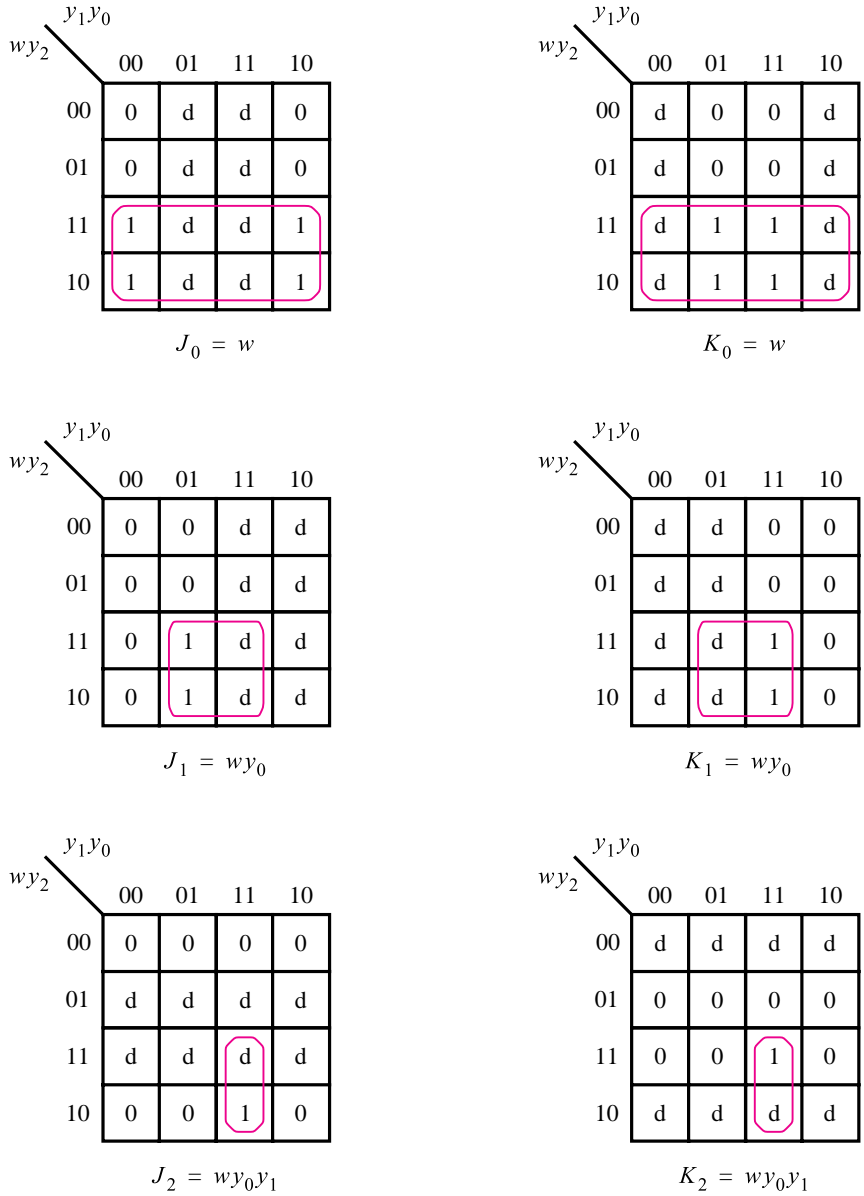 y1y0 y1y0
wy2 wy2
00 01 11 10 00 01 11 10
00 0 d d 0 00 d 0 0 d
01 0 d d 0 01 d 0 0 d
11 1 d d 1 11 d 1 1 d
10 1 d d 1 10 d 1 1 d
J0 = w K0 = w
y1y0 y1y0
wy2 wy2
00 01 11 10 00 01 11 10
00 0 0 d d 00 d d 0 0
01 0 0 d d 01 d d 0 0
11 0 1 d d 11 d d 1 0
10 0 1 d d 10 d d 1 0
J1 = wy0 K1 = wy0
y1y0 y1y0
wy2 wy2
00 01 11 10 00 01 11 10
00 0 0 0 0 00 d d d d
01 d d d d 01 0 0 0 0
11 d d d d 11 0 0 1 0
10 0 0 1 0 10 d d d d
J2 = wy0y1 K2 = wy0y1